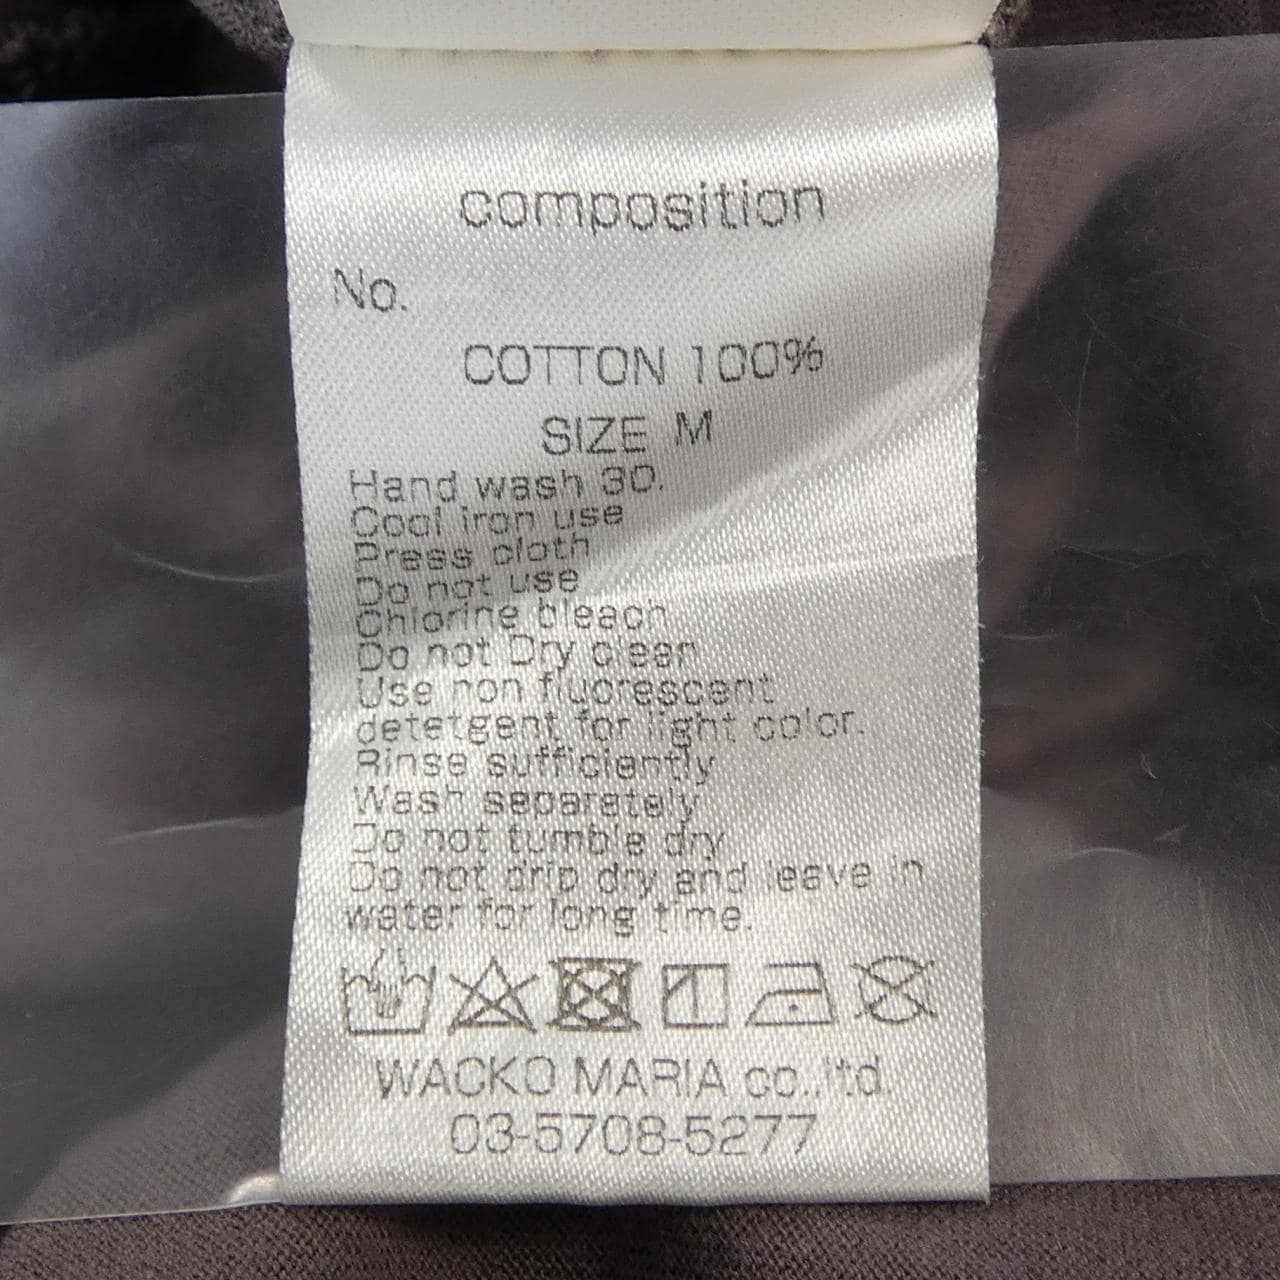 composition
No.
COTTON 100%
SIZE M
Hand wash 30.
Cool iron use
Press cloth
Do not use
Chlorine bleach
Do not Dry clean
Use non fluorescent
detetgent for light color.
Rinse sufficiently
Wash separately
Do not tumble dry
Do not drip dry and leave in
water for long time.
WACKO MARIA co.,ltd.
03-5708-5277